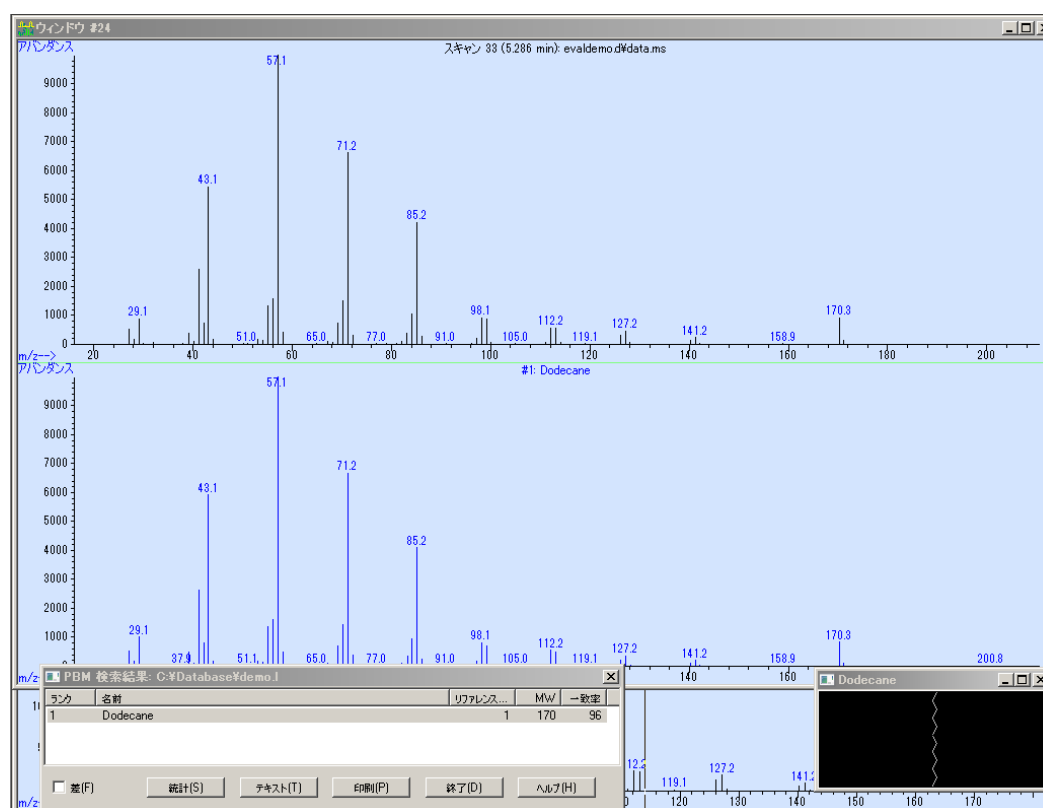 ウィンドウ #24
アバンダンス
スキャン 33 (5.286 min): evaldemo.d¥data.ms
57.1
9000
8000
7000
71.2
6000
43.1
5000
85.2
4000
3000
2000
29.1 98.1 170.3
1000
112.2 127.2 141.2
51.0 65.0 77.0 91.0 105.0 119.1 158.9
0
m/z--> 20 40 60 80 100 120 140 160 180 200
アバンダンス
#1: Dodecane
57.1
9000
8000
7000
71.2
6000
43.1
5000
85.2
4000
3000
2000
29.1 98.1 170.3
1000
112.2 127.2 141.2
37.9 51.1 65.0 77.0 91.0 105.0 119.1 158.9 200.8
140 160
PBM 検索結果: C:¥Database¥demo.l
ランク 名前 リファレンス... MW 一致率
1 Dodecane 1 170 96
差(F) 統計(S) テキスト(T) 印刷(P) 終了(D) ヘルプ(H)
Dodecane
12.2 119.1 127.2 141.2
120 130 140 150 160 170
m/z